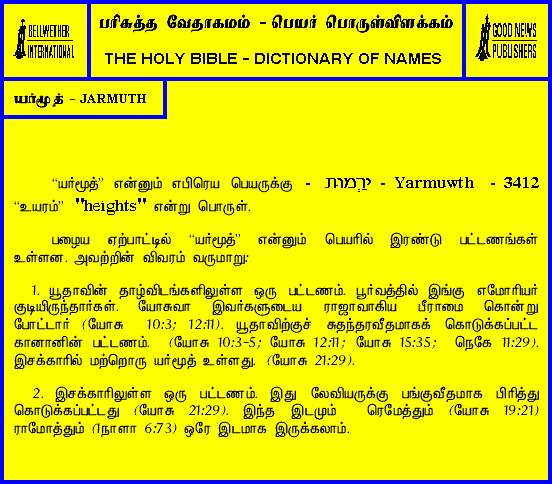 BELLWETHER
INTERNATIONAL
பரிசுத்த வேதாகமம் - பெயர் பொருள்விளக்கம்
THE HOLY BIBLE - DICTIONARY OF NAMES
GOOD NEWS
PUBLISHERS
யர்மூத் - JARMUTH
“யர்மூத்” என்னும் எபிரெய பெயருக்கு - יַרְמוּת - Yarmuwth - 3412
“உயரம்” "heights" என்று பொருள்.
பழைய ஏற்பாட்டில் “யர்மூத்” என்னும் பெயரில் இரண்டு பட்டணங்கள்
உள்ளன. அவற்றின் விவரம் வருமாறு:
1. யூதாவின் தாழ்விடங்களிலுள்ள ஒரு பட்டணம். பூர்வத்தில் இங்கு எமோரியர்
குடியிருந்தார்கள். யோசுவா இவர்களுடைய ராஜாவாகிய பீராமை கொன்று
போட்டார் (யோசு 10:3; 12:11). யூதாவிற்குச் சுதந்தரவீதமாகக் கொடுக்கப்பட்ட
கானானின் பட்டணம். (யோசு 10:3-5; யோசு 12:11; யோசு 15:35; நெகே 11:29).
இசக்காரில் மற்றொரு யர்மூத் உள்ளது. (யோசு 21:29).
2. இசக்காரிலுள்ள ஒரு பட்டணம். இது லேவியருக்கு பங்குவீதமாக பிரித்து
கொடுக்கப்பட்டது (யோசு 21:29). இந்த இடமும் ரெமேத்தும் (யோசு 19:21)
ராமோத்தும் (1நாளா 6:73) ஒரே இடமாக இருக்கலாம்.